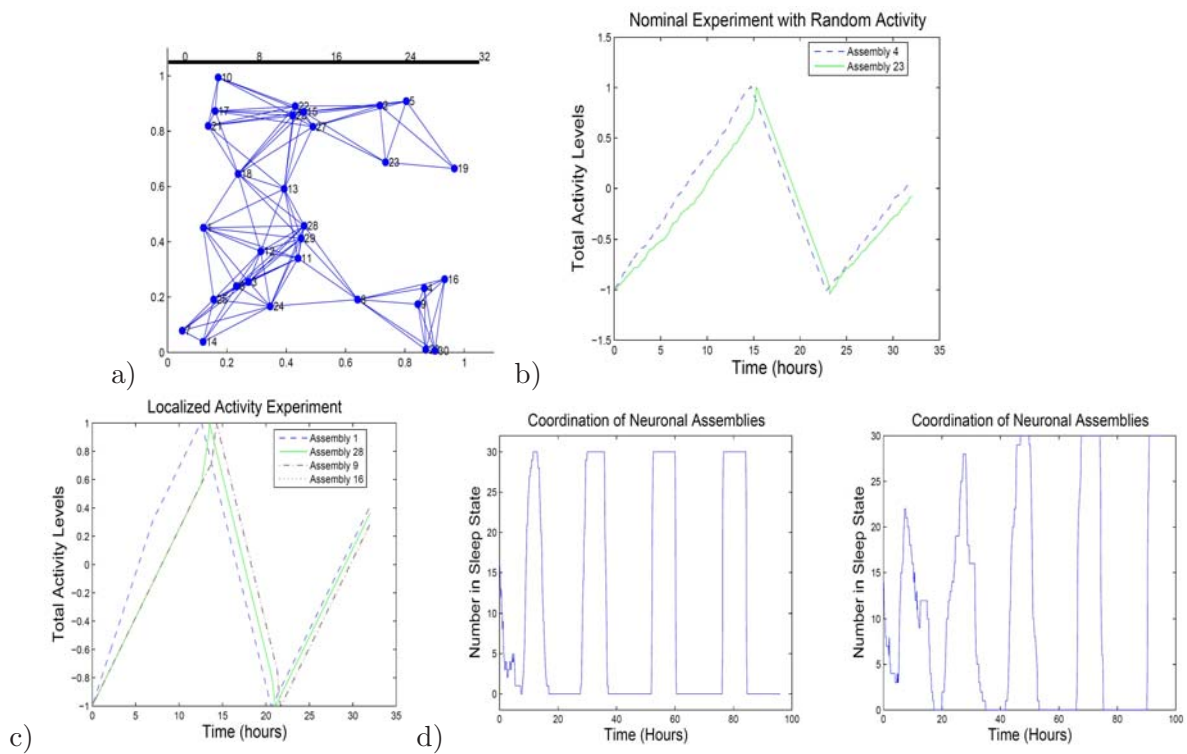 0 8 16 24 32
1
0.8
0.6
0.4
0.2
0
10
22
15
17
21
27
2
5
23
19
18
13
1
28
29
12
11
3
16
4
9
8
24
7
14
30
0 0.2 0.4 0.6 0.8 1
a)
Nominal Experiment with Random Activity
Total Activity Levels
1.5
1
0.5
0
−0.5
−1
−1.5
Assembly 4
Assembly 23
0 5 10 15 20 25 30 35
Time (hours)
b)
Localized Activity Experiment
Total Activity Levels
1
0.8
0.6
0.4
0.2
0
−0.2
−0.4
−0.6
−0.8
−1
Assembly 1
Assembly 28
Assembly 9
Assembly 16
0 5 10 15 20 25 30 35
Time (hours)
c)
Coordination of Neuronal Assemblies
Number in Sleep State
30
25
20
15
10
5
0
0 20 40 60 80 100
Time (Hours)
d)
Coordination of Neuronal Assemblies
Number in Sleep State
30
25
20
15
10
5
0
0 20 40 60 80 100
Time (Hours)